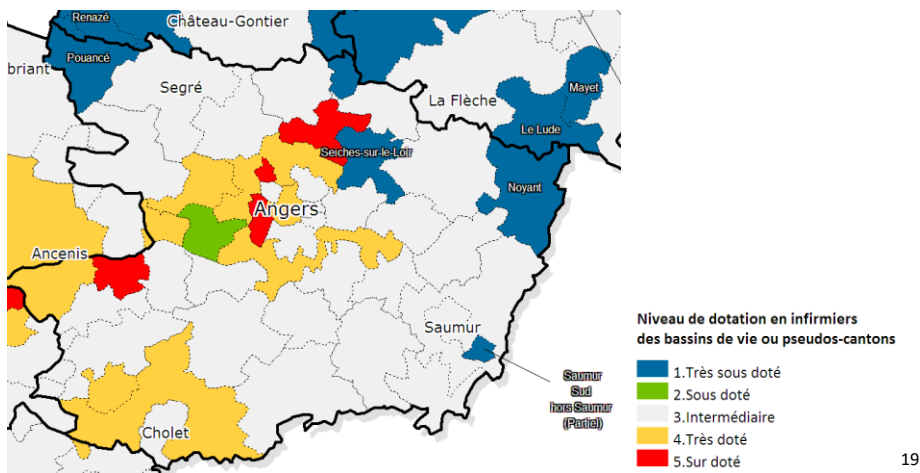 Renazé
Château-Gontier
Pouancé
briant
Segré
La Flèche
Mayet
Le Lude
Seiches-sur-le-Loir
Noyant
Angers
Ancenis
Saumur
Saumur
Sud
hors Saumur
(Partiel)
Cholet
Niveau de dotation en infirmiers
des bassins de vie ou pseudos-cantons
1.Très sous doté
2.Sous doté
3.Intermédiaire
4.Très doté
5.Sur doté
19